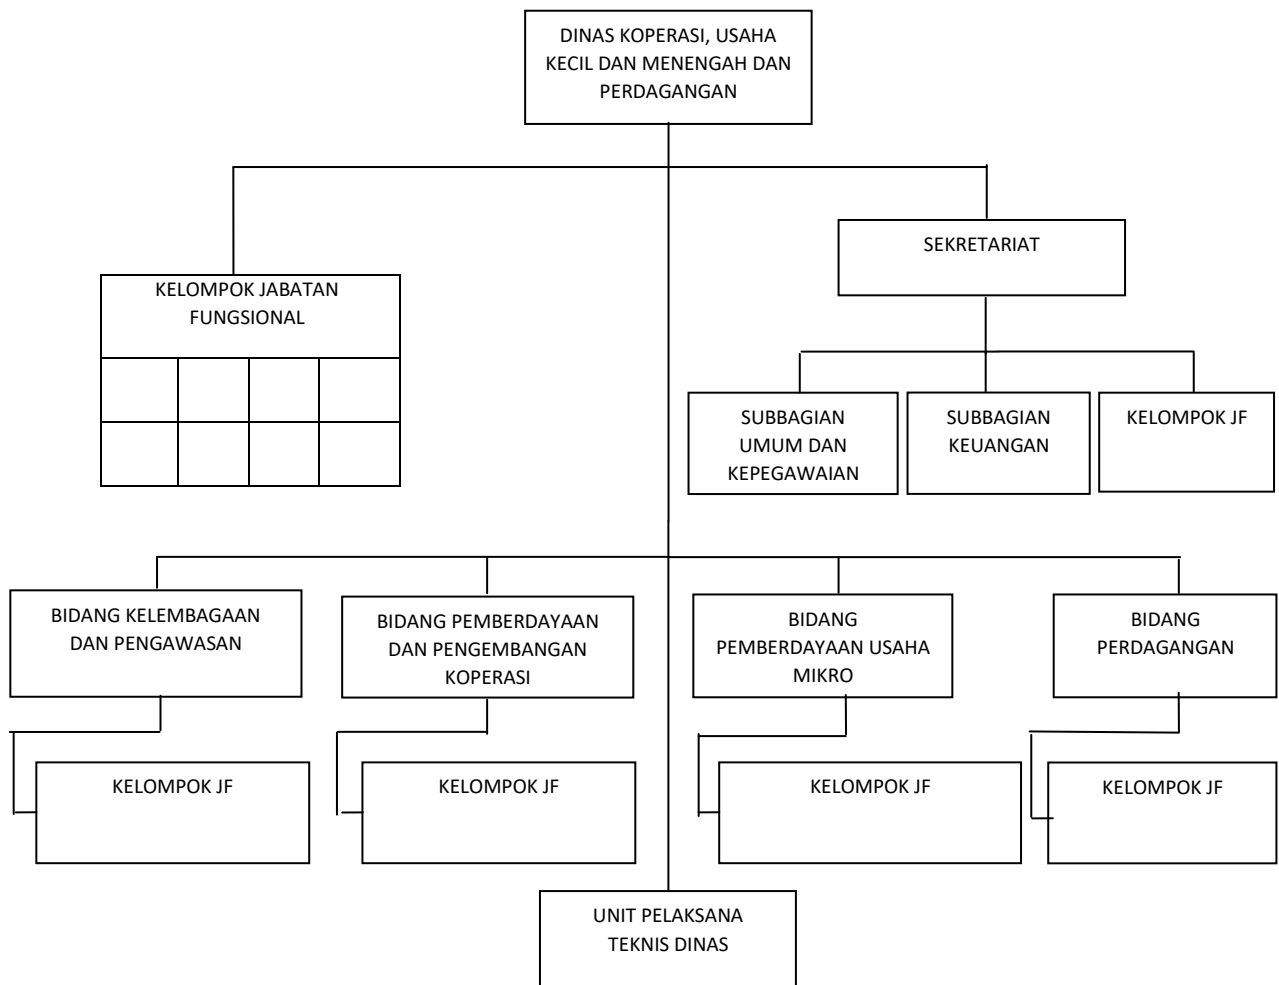 DINAS KOPERASI, USAHA
KECIL DAN MENENGAH DAN
PERDAGANGAN
SEKRETARIAT
KELOMPOK JABATAN
FUNGSIONAL
SUBBAGIAN
UMUM DAN
KEPEGAWAIAN
SUBBAGIAN
KEUANGAN
KELOMPOK JF
BIDANG KELEMBAGAAN
DAN PENGAWASAN
BIDANG PEMBERDAYAAN
DAN PENGEMBANGAN
KOPERASI
BIDANG
PEMBERDAYAAN USAHA
MIKRO
BIDANG
PERDAGANGAN
KELOMPOK JF
KELOMPOK JF
KELOMPOK JF
KELOMPOK JF
UNIT PELAKSANA
TEKNIS DINAS